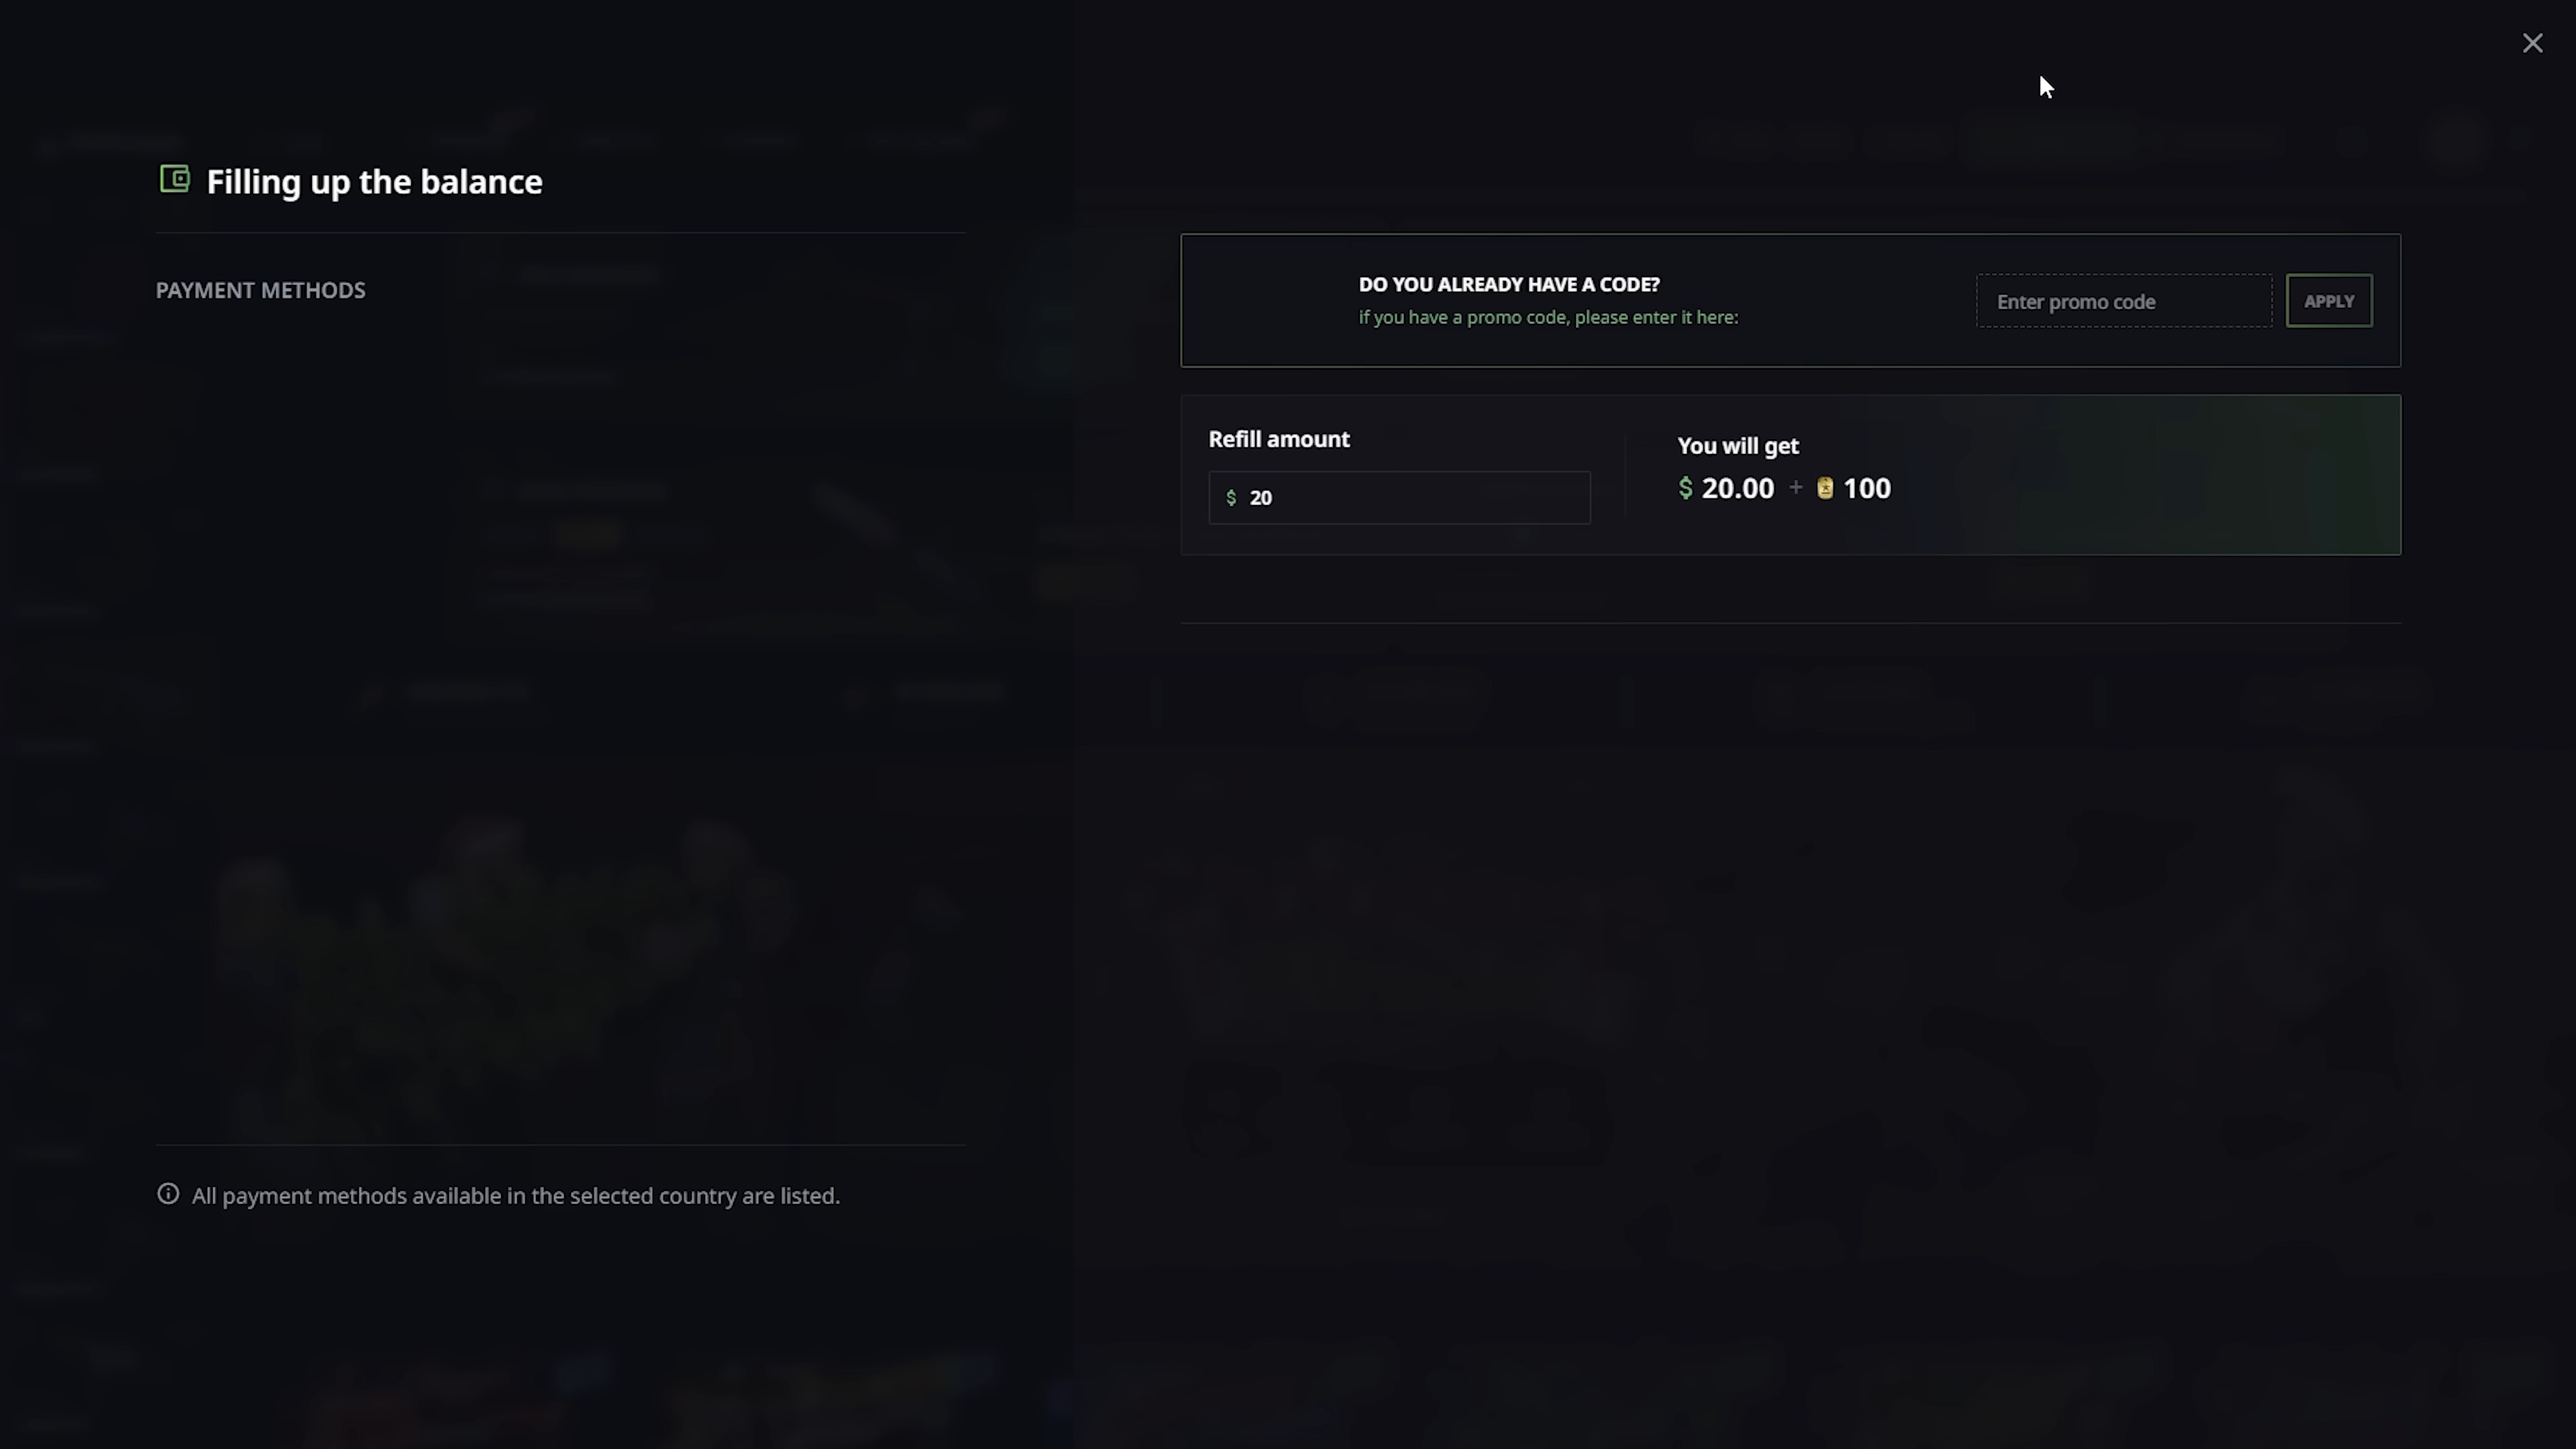 Filling up the balance
PAYMENT METHODS
DO YOU ALREADY HAVE A CODE?
if you have a promo code, please enter it here:
Enter promo code
APPLY
Refill amount
$ 20
You will get
$ 20.00 + 100
All payment methods available in the selected country are listed.